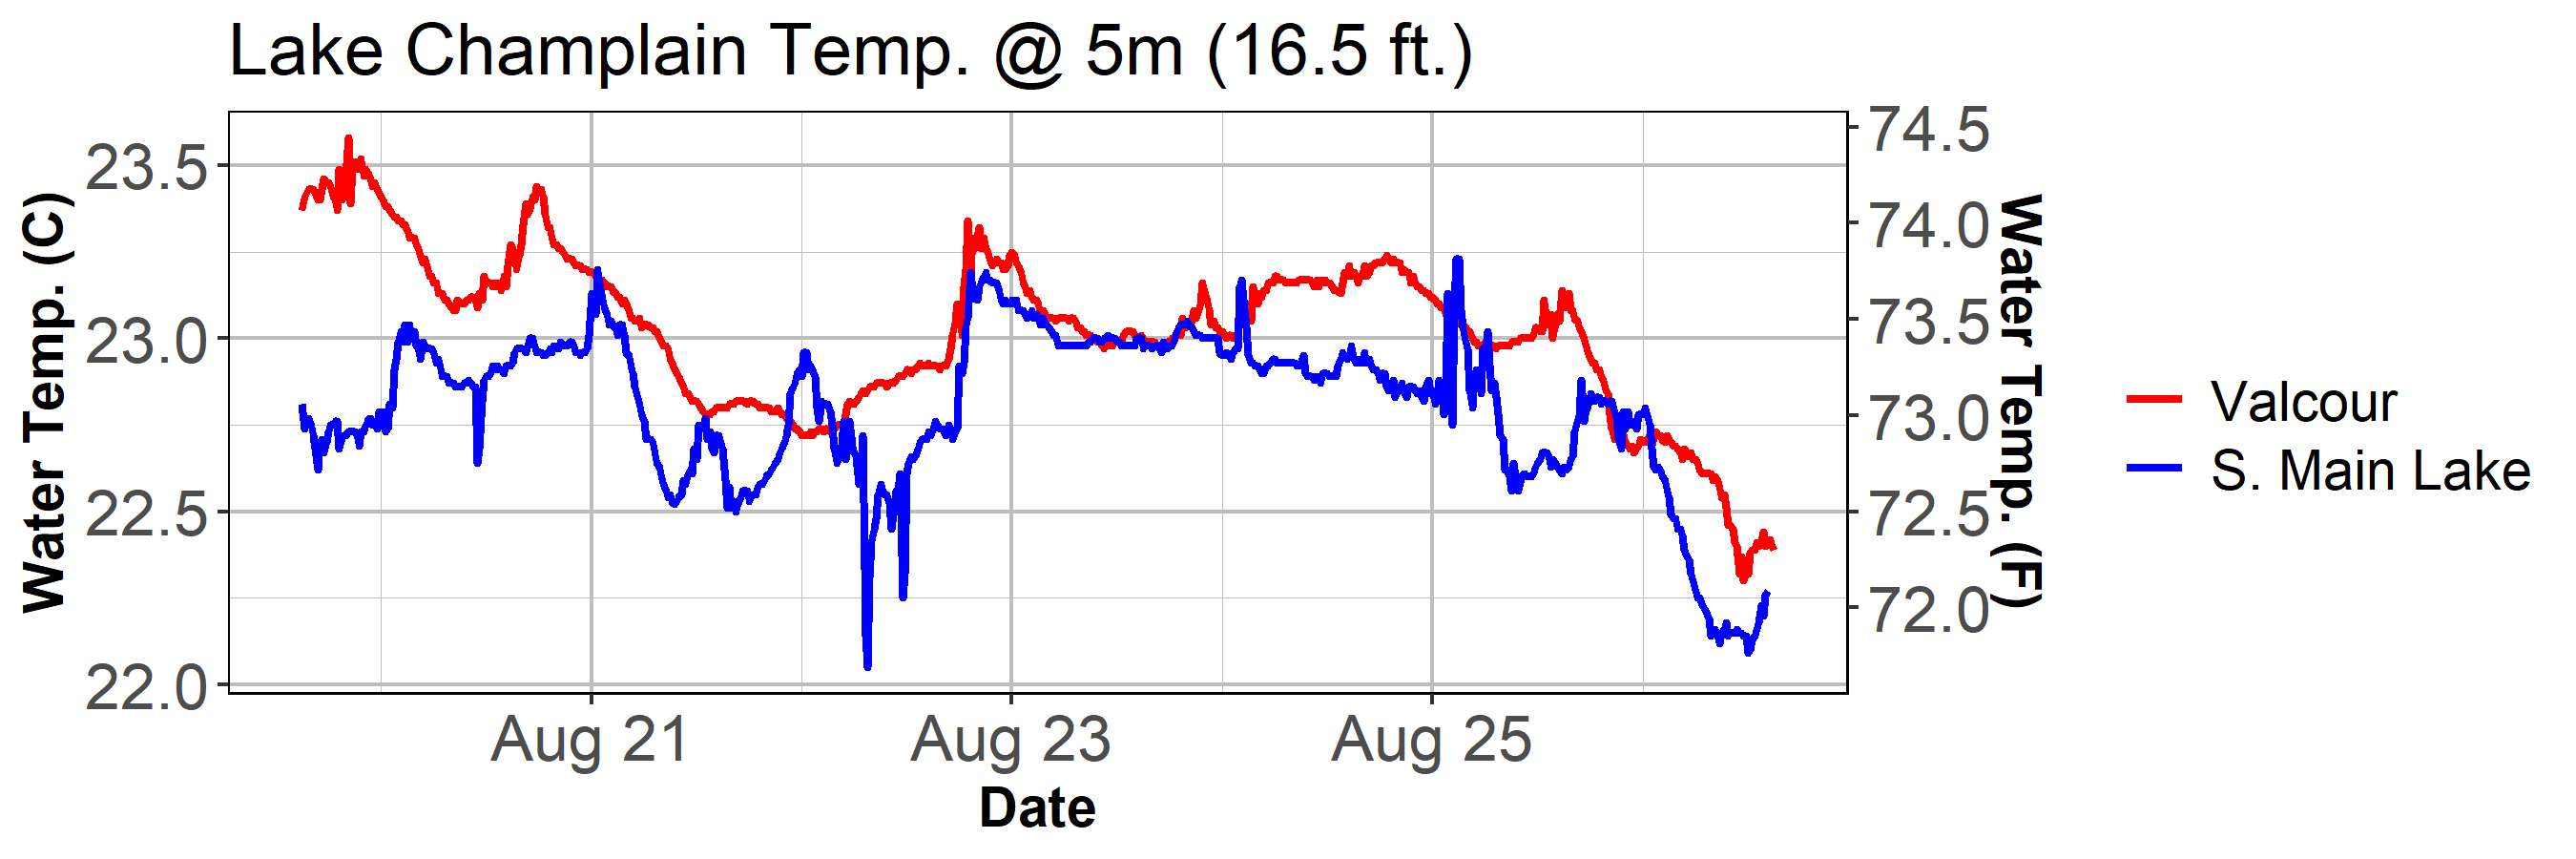 Lake Champlain Temp. @ 5m (16.5 ft.)
Water Temp. (C)
23.5
23.0
22.5
22.0
74.5
74.0
73.5
73.0
72.5
72.0
Water Temp. (F)
Aug 21
Aug 23
Aug 25
Date
Valcour
S. Main Lake